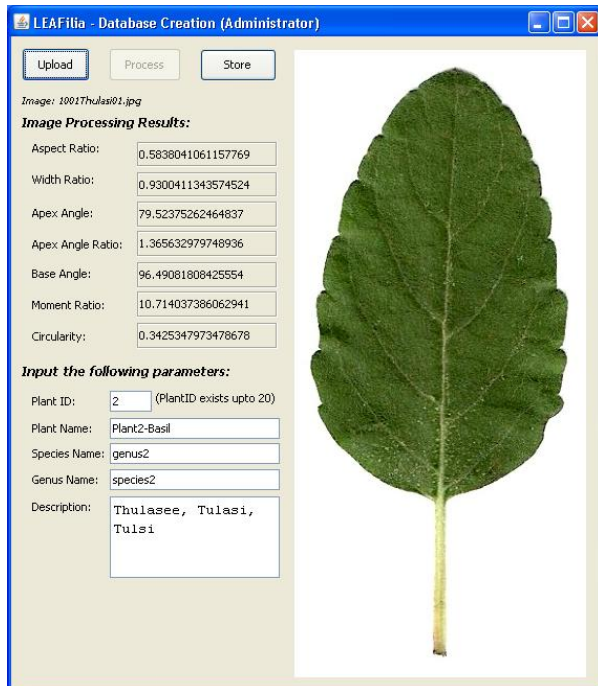 LEAFilia - Database Creation (Administrator)
Upload Process Store
Image: 1001Thulasi01.jpg
Image Processing Results:
Aspect Ratio: 0.5838041061157769
Width Ratio: 0.9300411343574524
Apex Angle: 79.52375262464837
Apex Angle Ratio: 1.365632979748936
Base Angle: 96.49081808425554
Moment Ratio: 10.714037386062941
Circularity: 0.3425347973478678
Input the following parameters:
Plant ID: 2 (PlantID exists upto 20)
Plant Name: Plant2-Basil
Species Name: genus2
Genus Name: species2
Description: Thulasee, Tulasi,
Tulsi